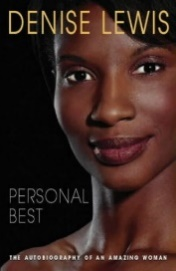 DENISE LEWIS
PERSONAL
BEST
THE AUTOBIOGRAPHY OF AN AMAZING WOMAN